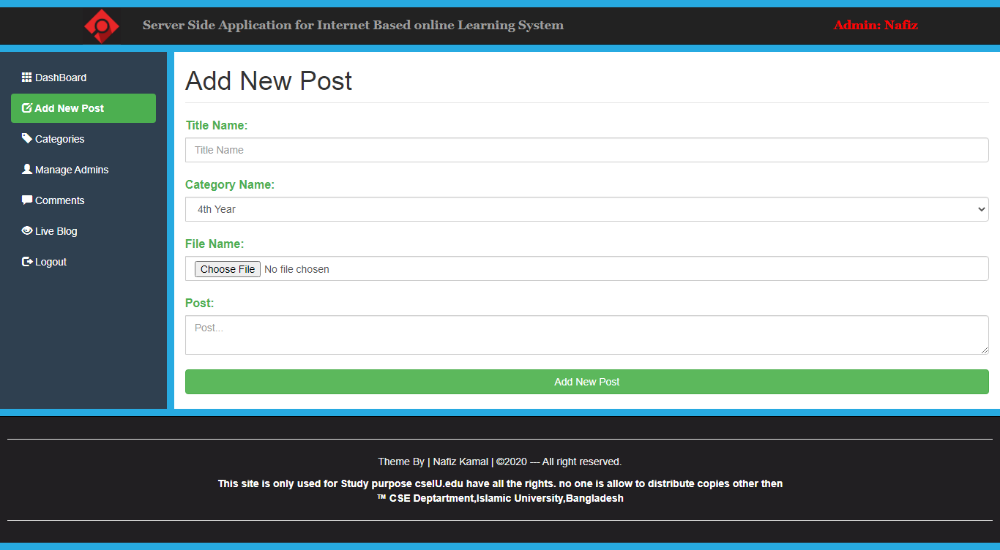 Server Side Application for Internet Based online Learning System
Admin: Nafiz
DashBoard
Add New Post
Categories
Manage Admins
Comments
Live Blog
Logout
Add New Post
Title Name:
Title Name
Category Name:
4th Year
File Name:
Choose File No file chosen
Post:
Post...
Add New Post
Theme By | Nafiz Kamal | ©2020 --- All right reserved.
This site is only used for Study purpose cseIU.edu have all the rights. no one is allow to distribute copies other then
™ CSE Deptartment,Islamic University,Bangladesh